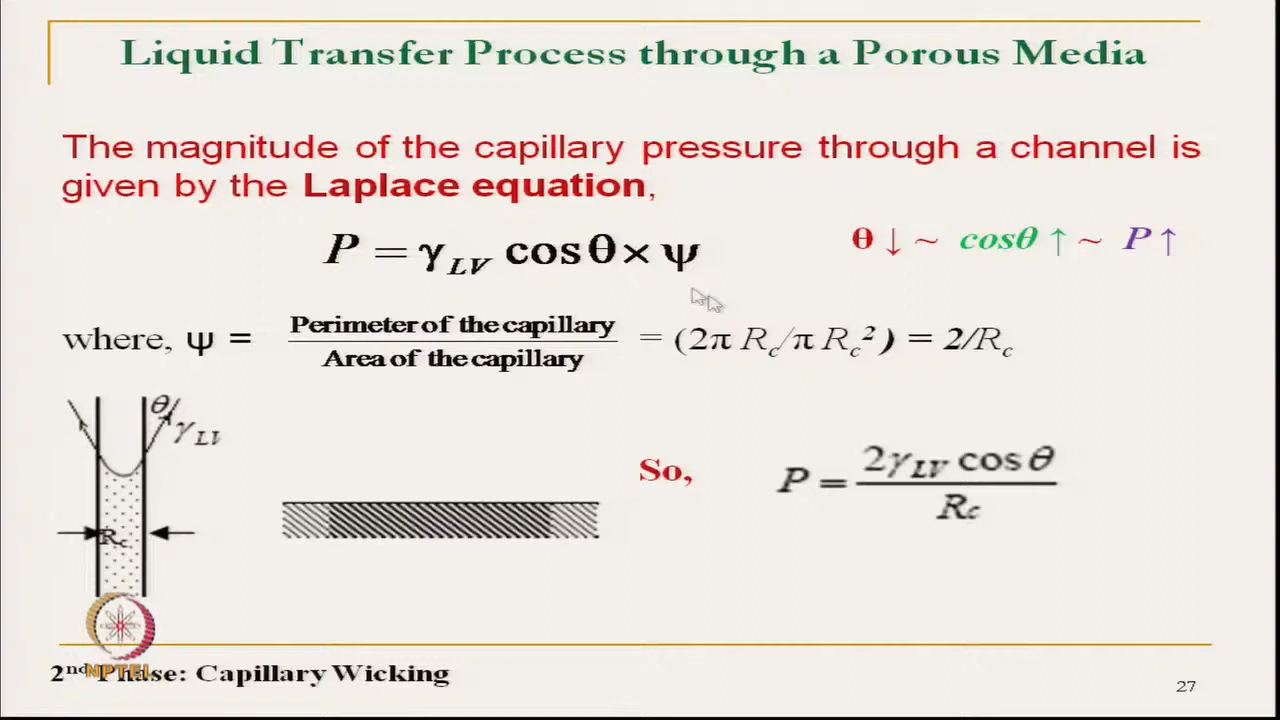 Liquid Transfer Process through a Porous Media
The magnitude of the capillary pressure through a channel is
given by the Laplace equation,
P = γLV cosθ × ψ
θ ↓ ~ cosθ ↑ ~ P ↑
where, ψ = Perimeter of the capillary / Area of the capillary = (2π Rc/π Rc²) = 2/Rc
θ
γLV
Rc
So,
P = 2γLV cosθ / Rc
2nd Phase: Capillary Wicking
NPTEL
27